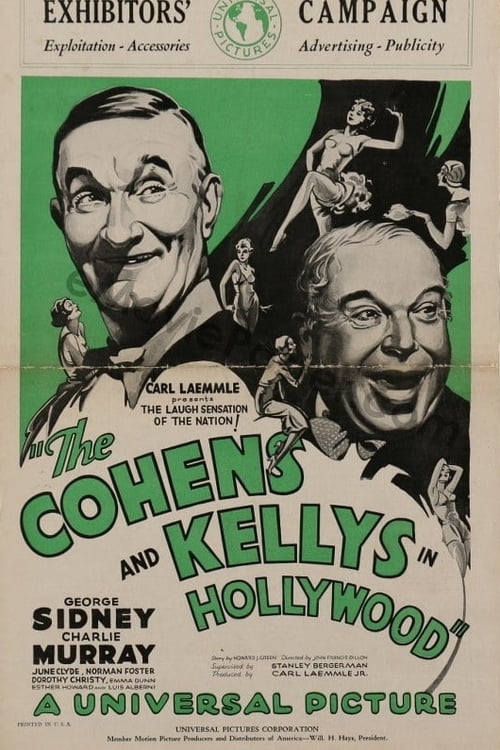 EXHIBITORS'
CAMPAIGN
UNIVERSAL
PICTURES
Exploitation - Accessories
Advertising - Publicity
CARL LAEMMLE
presents
THE LAUGH SENSATION
OF THE NATION!
"The
COHENS
AND KELLYS IN
HOLLYWOOD"
GEORGE
SIDNEY
CHARLIE
MURRAY
JUNE CLYDE, NORMAN FOSTER
DOROTHY CHRISTY, EMMA DUNN
ESTHER HOWARD and LUIS ALBERNI
Story by HOWARD J. GREEN Directed by JOHN FRANCIS DILLON
Supervised by STANLEY BERGERMAN
Produced by CARL LAEMMLE JR.
A UNIVERSAL PICTURE
PRINTED IN U.S.A.
UNIVERSAL PICTURES CORPORATION
Member Motion Picture Producers and Distributors of America—Will. H. Hays, President.